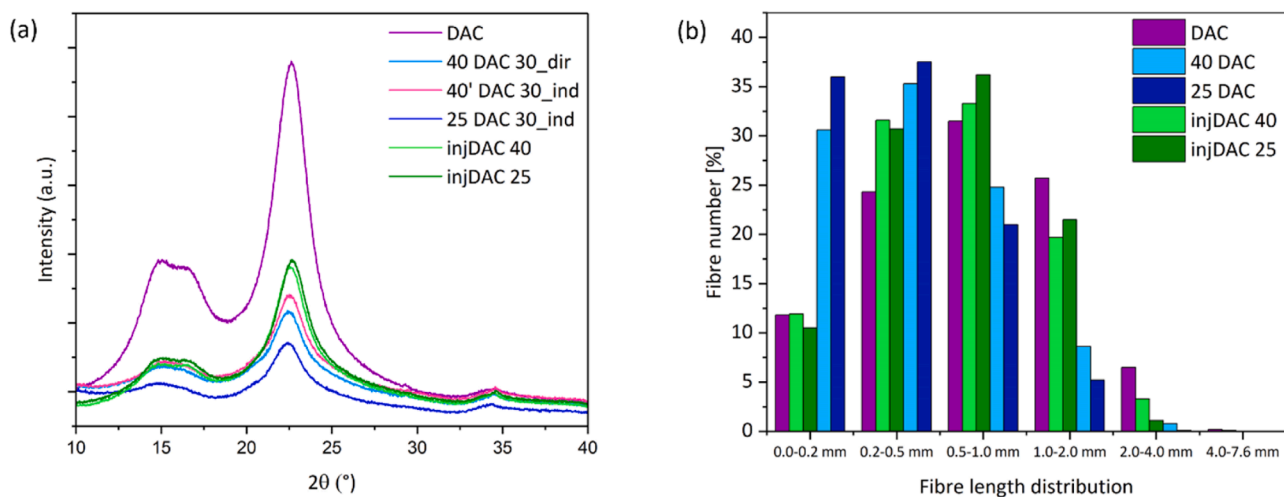 (a)
DAC
40 DAC 30_dir
40' DAC 30_ind
25 DAC 30_ind
injDAC 40
injDAC 25
Intensity (a.u.)
10 15 20 25 30 35 40
2θ (°)
(b)
DAC
40 DAC
25 DAC
injDAC 40
injDAC 25
Fibre number [%]
40
35
30
25
20
15
10
5
0
0.0-0.2 mm 0.2-0.5 mm 0.5-1.0 mm 1.0-2.0 mm 2.0-4.0 mm 4.0-7.6 mm
Fibre length distribution